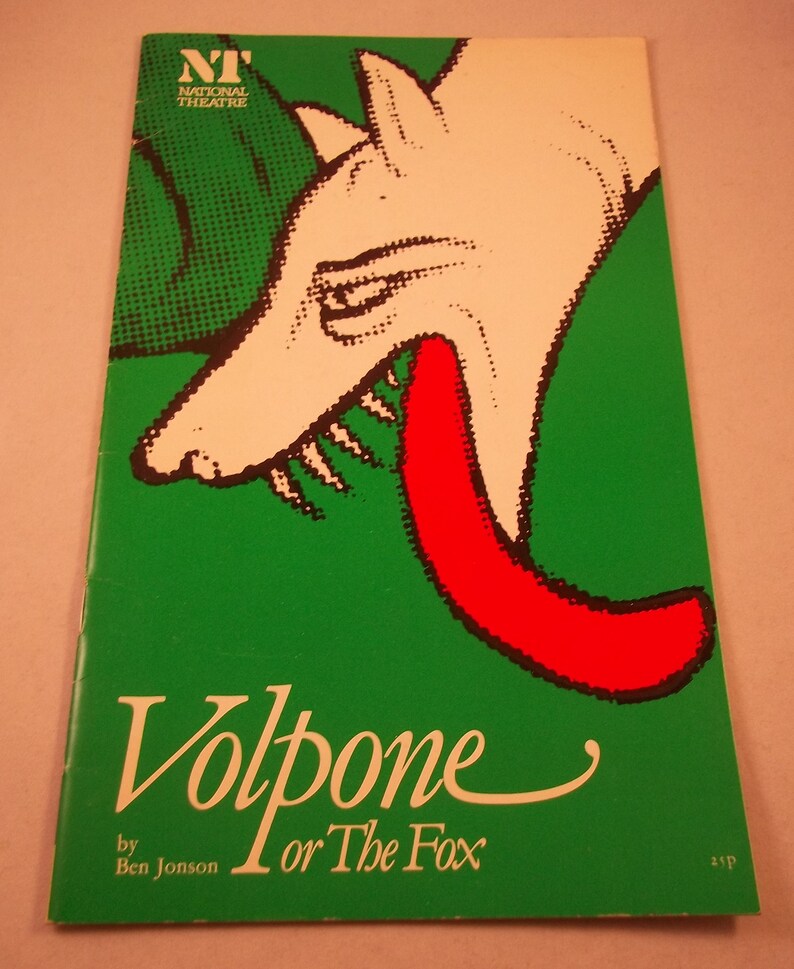 NT
NATIONAL
THEATRE
Volpone
or The Fox
by
Ben Jonson
25p